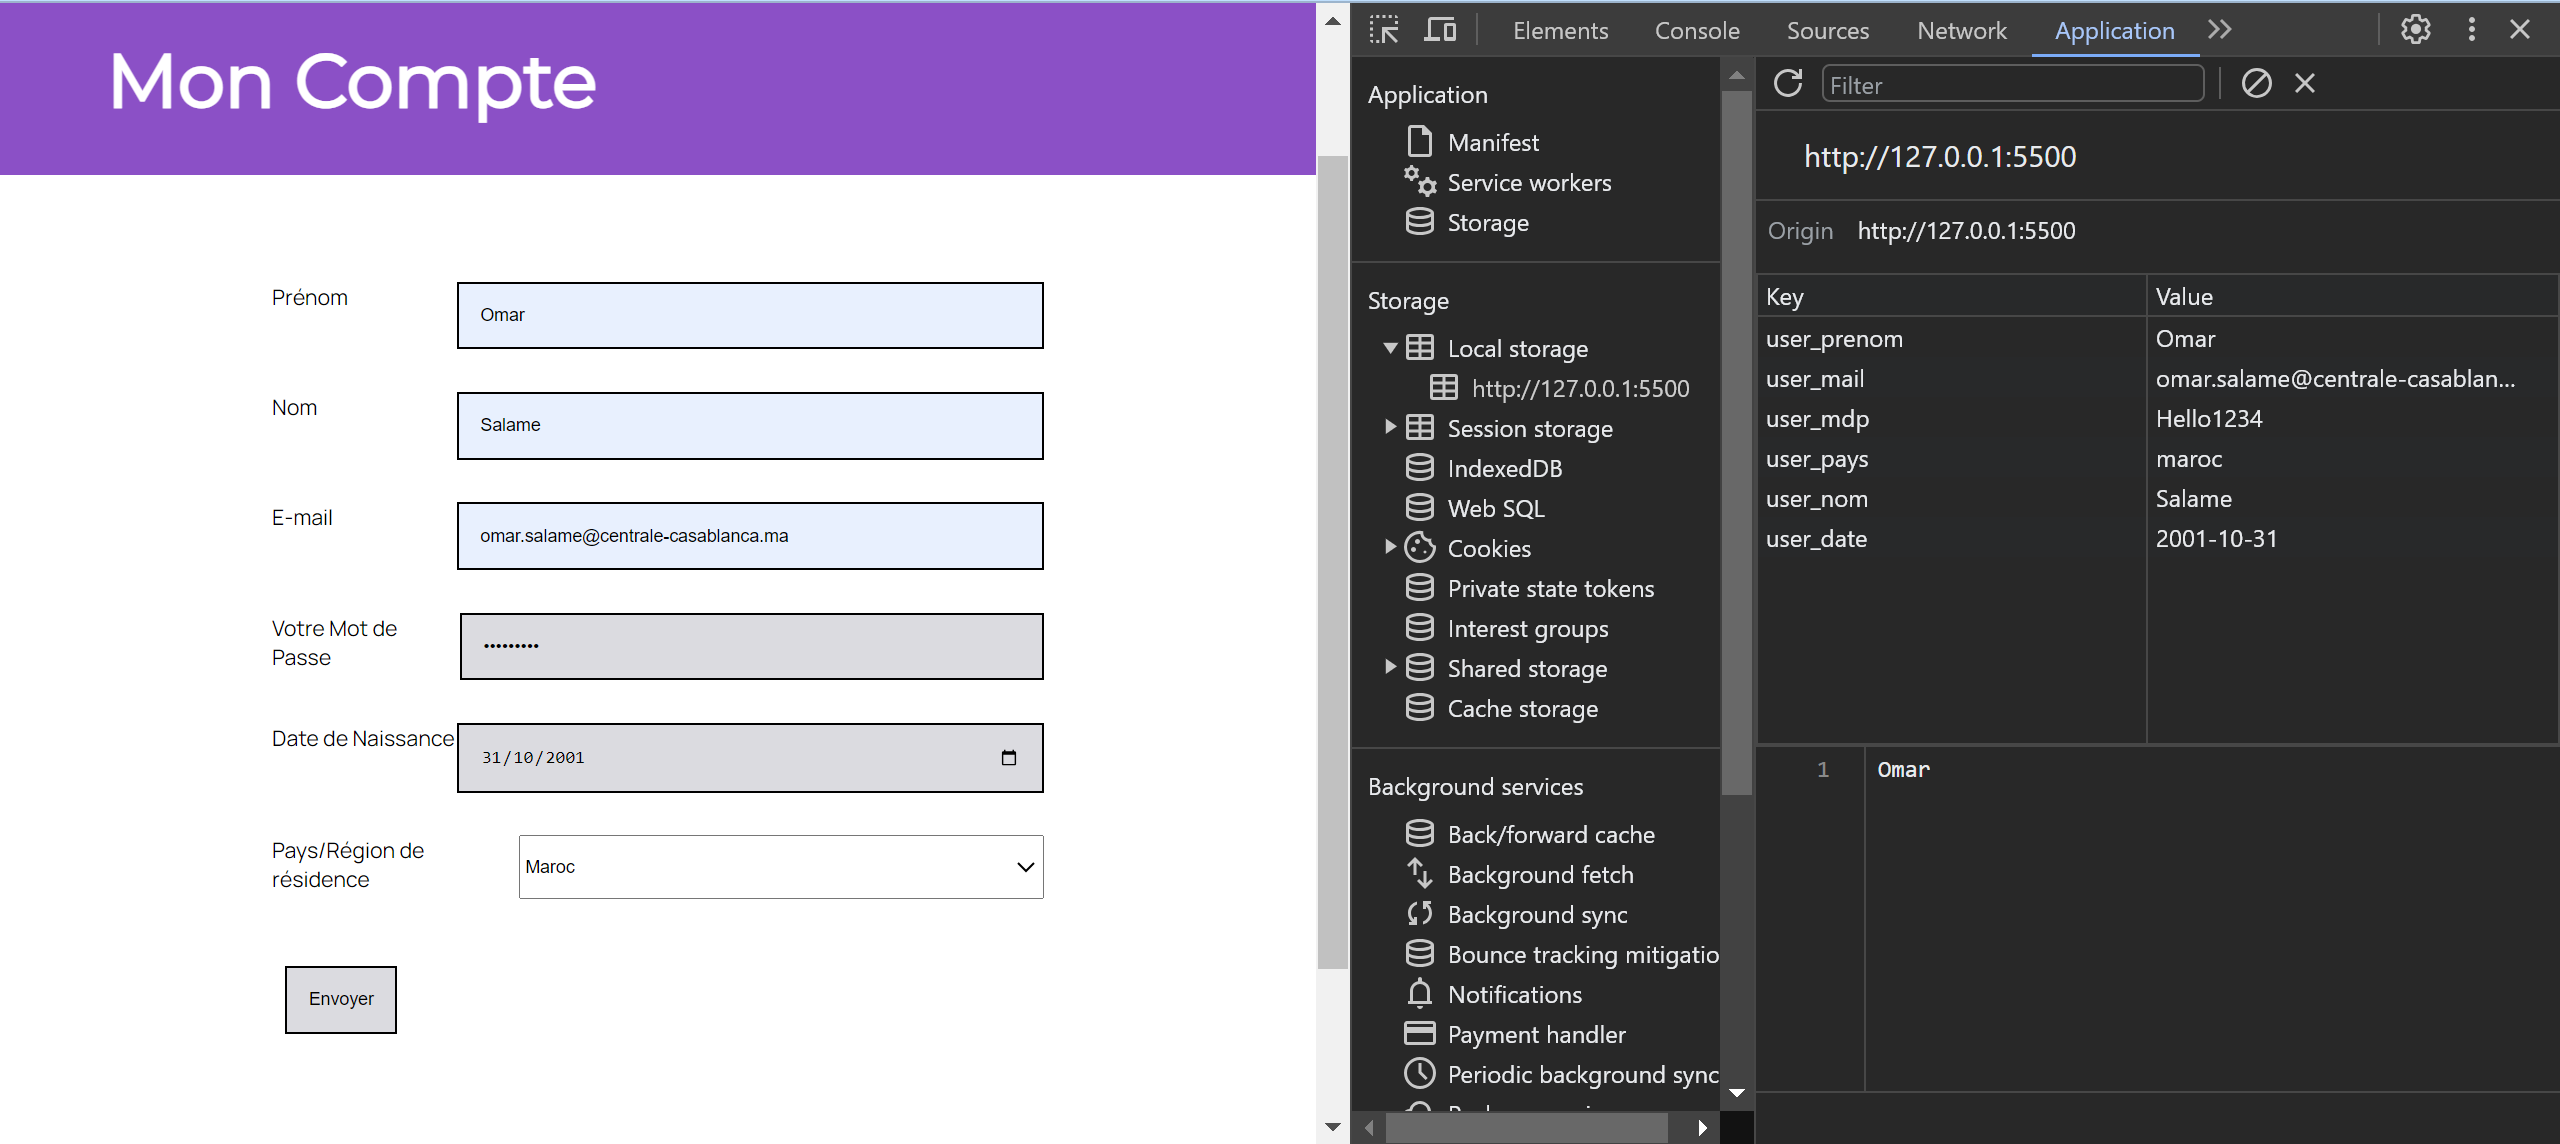 Mon Compte
Prénom
Omar
Nom
Salame
E-mail
omar.salame@centrale-casablanca.ma
Votre Mot de
Passe
•••••••••
Date de Naissance
31/10/2001
Pays/Région de
résidence
Maroc
Envoyer
Elements
Console
Sources
Network
Application
Application
Manifest
Service workers
Storage
Storage
Local storage
http://127.0.0.1:5500
Session storage
IndexedDB
Web SQL
Cookies
Private state tokens
Interest groups
Shared storage
Cache storage
Background services
Back/forward cache
Background fetch
Background sync
Bounce tracking mitigatio
Notifications
Payment handler
Periodic background sync
Filter
http://127.0.0.1:5500
Origin http://127.0.0.1:5500
Key Value
user_prenom Omar
user_mail omar.salame@centrale-casablan...
user_mdp Hello1234
user_pays maroc
user_nom Salame
user_date 2001-10-31
1 Omar